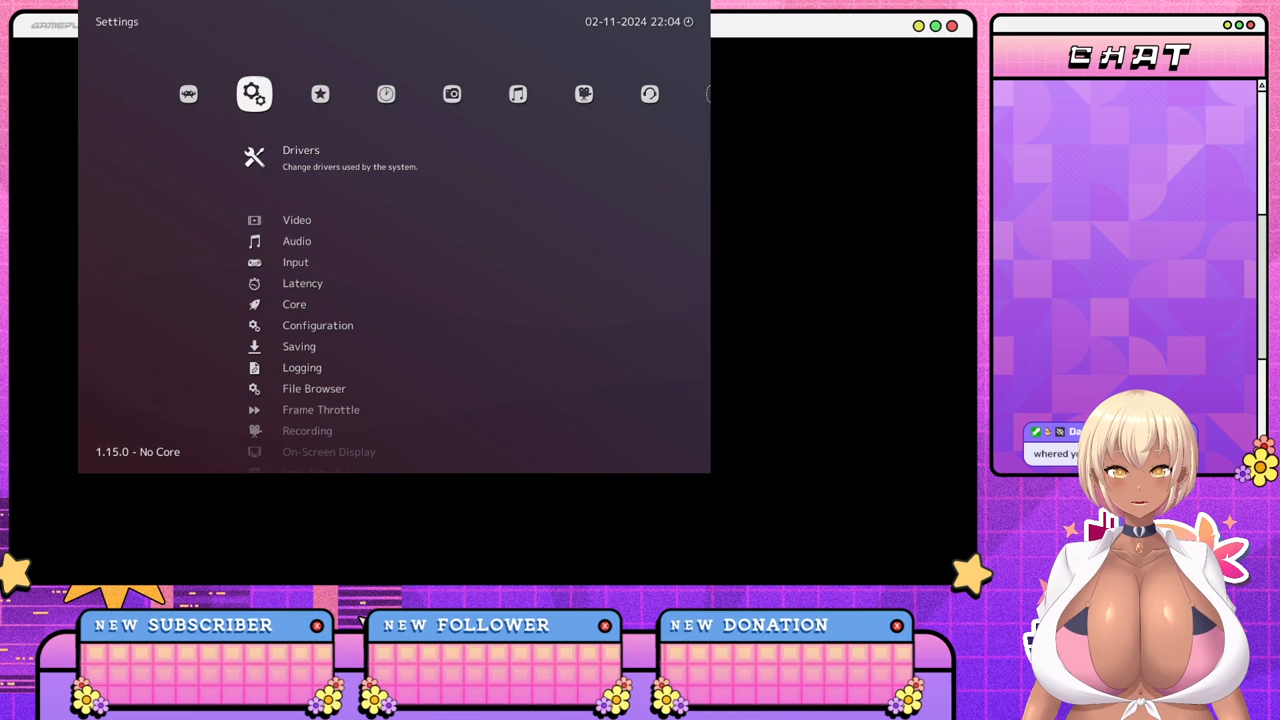 Settings
02-11-2024 22:04
Drivers
Change drivers used by the system.
Video
Audio
Input
Latency
Core
Configuration
Saving
Logging
File Browser
Frame Throttle
Recording
On-Screen Display
1.15.0 - No Core
CHAT
NEW SUBSCRIBER
NEW FOLLOWER
NEW DONATION